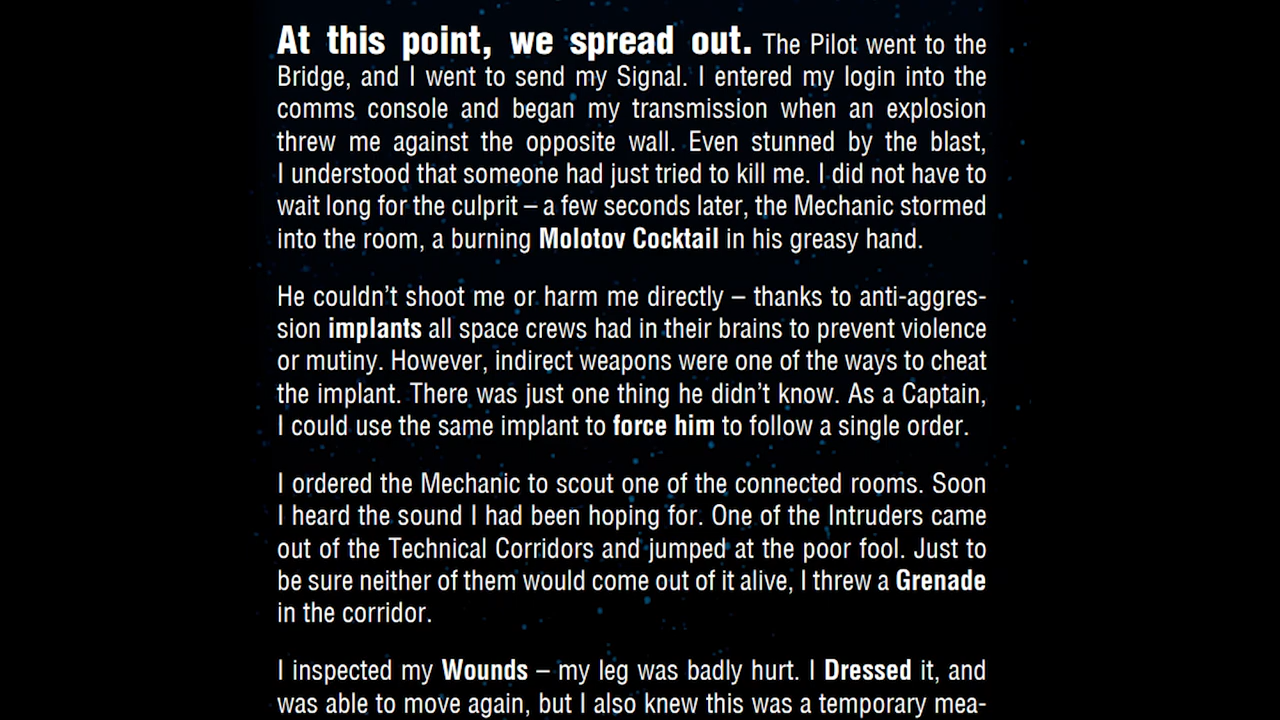 At this point, we spread out. The Pilot went to the
Bridge, and I went to send my Signal. I entered my login into the
comms console and began my transmission when an explosion
threw me against the opposite wall. Even stunned by the blast,
I understood that someone had just tried to kill me. I did not have to
wait long for the culprit – a few seconds later, the Mechanic stormed
into the room, a burning Molotov Cocktail in his greasy hand.
He couldn't shoot me or harm me directly – thanks to anti-aggres-
sion implants all space crews had in their brains to prevent violence
or mutiny. However, indirect weapons were one of the ways to cheat
the implant. There was just one thing he didn't know. As a Captain,
I could use the same implant to force him to follow a single order.
I ordered the Mechanic to scout one of the connected rooms. Soon
I heard the sound I had been hoping for. One of the Intruders came
out of the Technical Corridors and jumped at the poor fool. Just to
be sure neither of them would come out of it alive, I threw a Grenade
in the corridor.
I inspected my Wounds – my leg was badly hurt. I Dressed it, and
was able to move again, but I also knew this was a temporary mea-